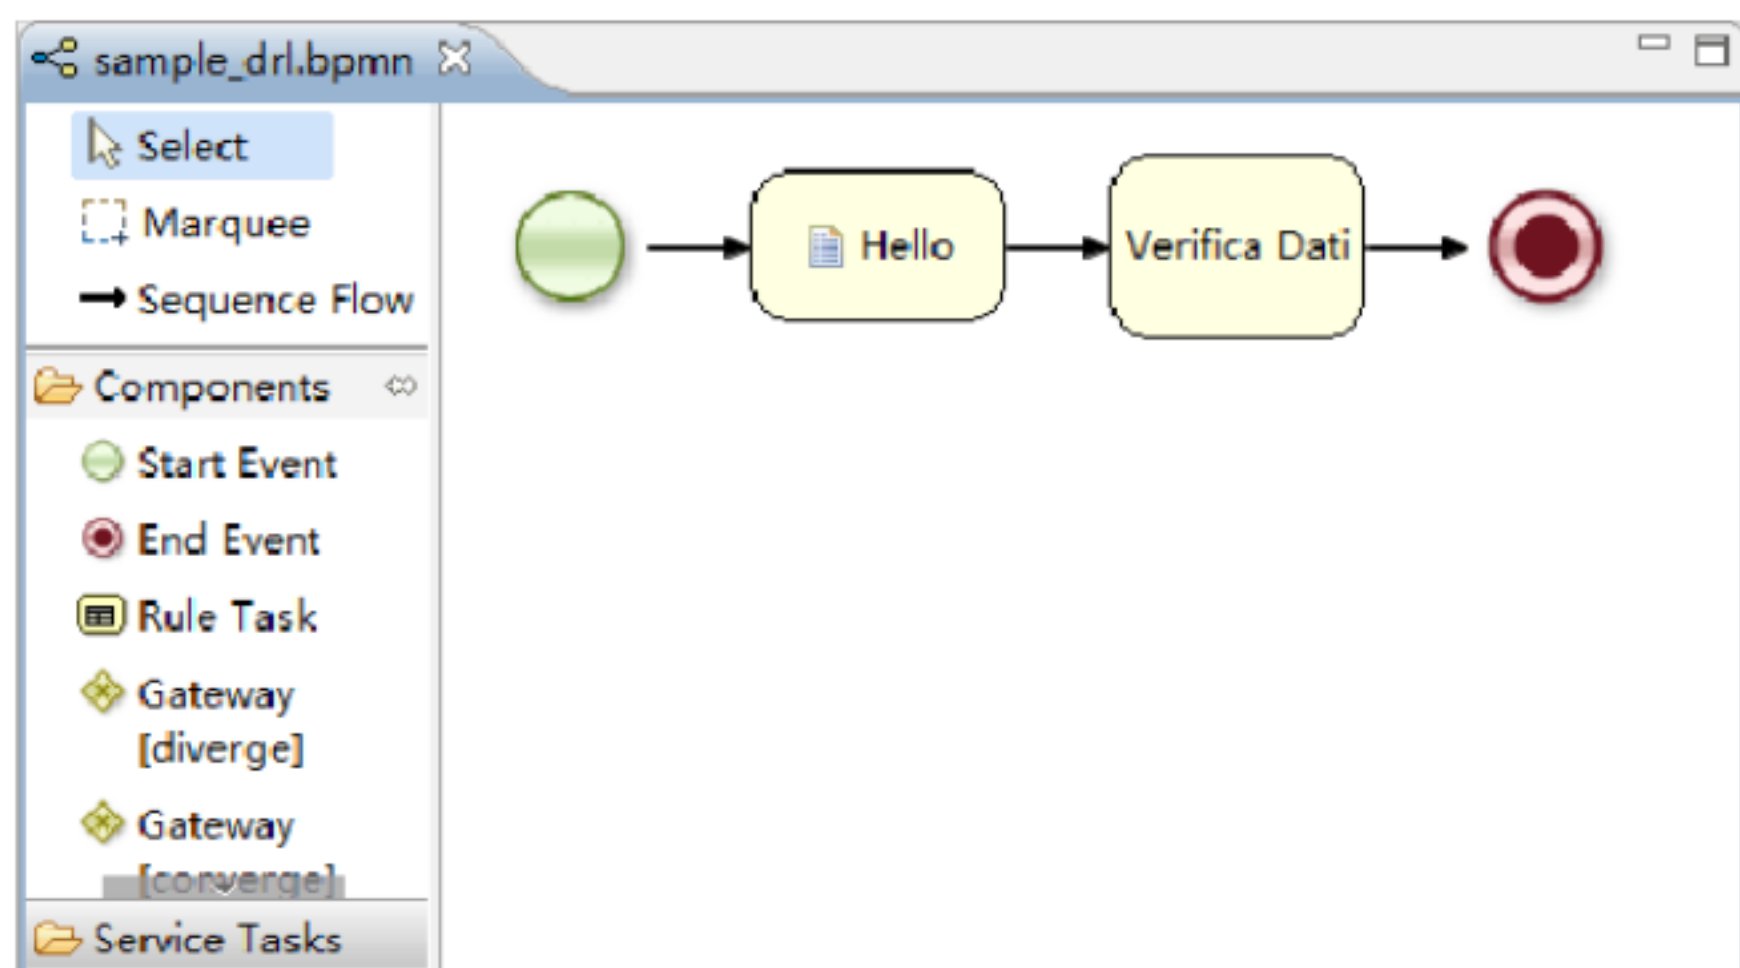 sample_drl.bpmn
Select
Marquee
Sequence Flow
Components
Start Event
End Event
Rule Task
Gateway
[diverge]
Gateway
[converge]
Service Tasks
Hello
Verifica Dati